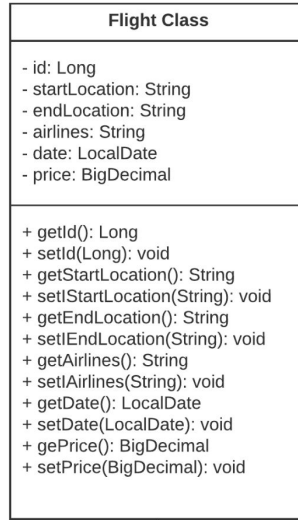 Flight Class
- id: Long
- startLocation: String
- endLocation: String
- airlines: String
- date: LocalDate
- price: BigDecimal
+ getId(): Long
+ setId(Long): void
+ getStartLocation(): String
+ setIStartLocation(String): void
+ getEndLocation(): String
+ setIEndLocation(String): void
+ getAirlines(): String
+ setIAirlines(String): void
+ getDate(): LocalDate
+ setDate(LocalDate): void
+ gePrice(): BigDecimal
+ setPrice(BigDecimal): void